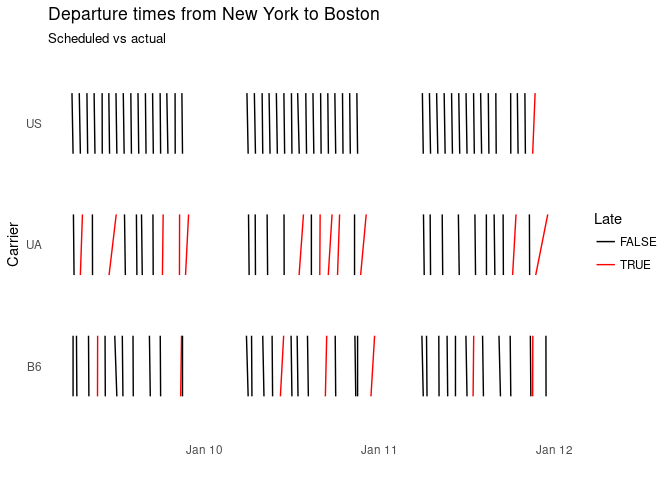 Departure times from New York to Boston
Scheduled vs actual
US
UA
B6
Carrier
Jan 10
Jan 11
Jan 12
Late
FALSE
TRUE